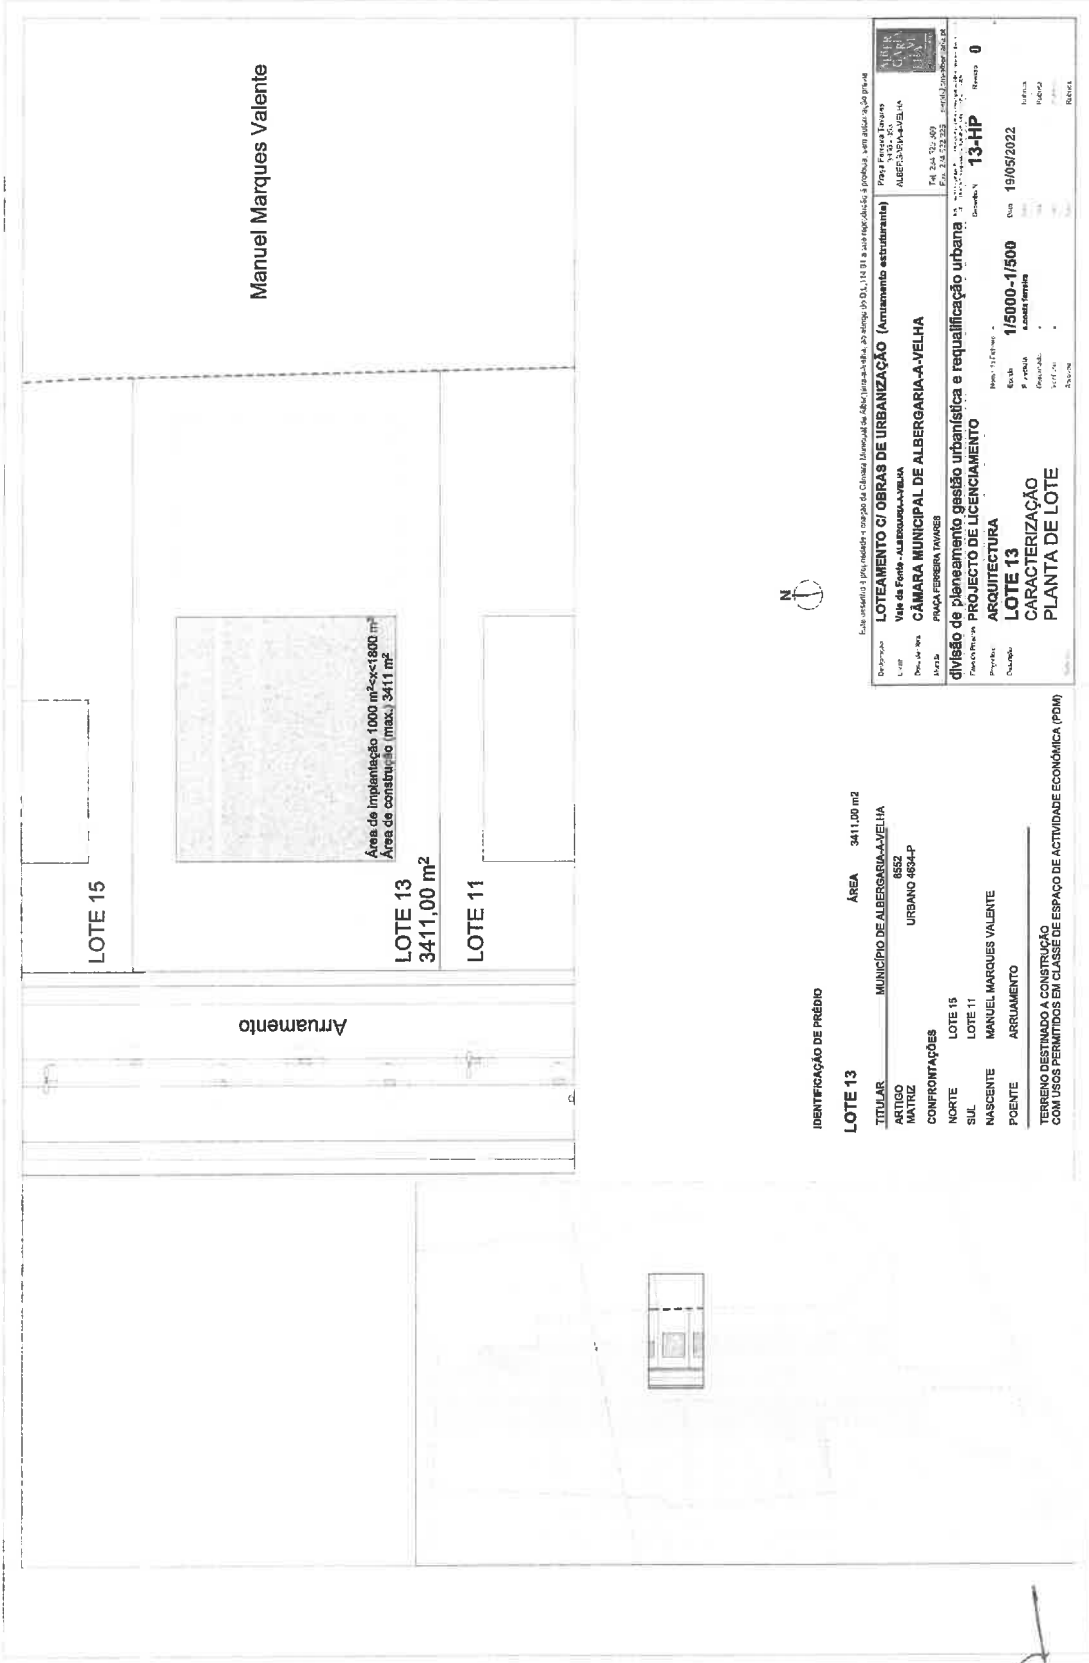 Manuel Marques Valente
LOTE 15
Área de implantação 1000 m²<x<1800 m²
Área de construção (max.) 3411 m²
LOTE 13
3411,00 m²
LOTE 11
Arruamento
N
IDENTIFICAÇÃO DE PRÉDIO
LOTE 13 ÁREA 3411,00 m2
TITULAR MUNICÍPIO DE ALBERGARIA-A-VELHA
ARTIGO 8552
MATRIZ URBANO 4634-P
CONFRONTAÇÕES
NORTE LOTE 15
SUL LOTE 11
NASCENTE MANUEL MARQUES VALENTE
POENTE ARRUAMENTO
TERRENO DESTINADO A CONSTRUÇÃO
COM USOS PERMITIDOS EM CLASSE DE ESPAÇO DE ACTIVIDADE ECONÓMICA (PDM)
LOTEAMENTO C/ OBRAS DE URBANIZAÇÃO (Arruamento estruturante)
Vale da Fonte - ALBERGARIA-A-VELHA
CÂMARA MUNICIPAL DE ALBERGARIA-A-VELHA
PRAÇA FERREIRA TAVARES
Praça Ferreira Tavares
ALBERGARIA-A-VELHA
ALBER
GARIA
divisão de planeamento gestão urbanística e requalificação urbana
PROJECTO DE LICENCIAMENTO
13-HP 0
ARQUITECTURA
LOTE 13
Escala 1/5000-1/500 Data 19/05/2022
CARACTERIZAÇÃO
PLANTA DE LOTE
a.costa ferreira